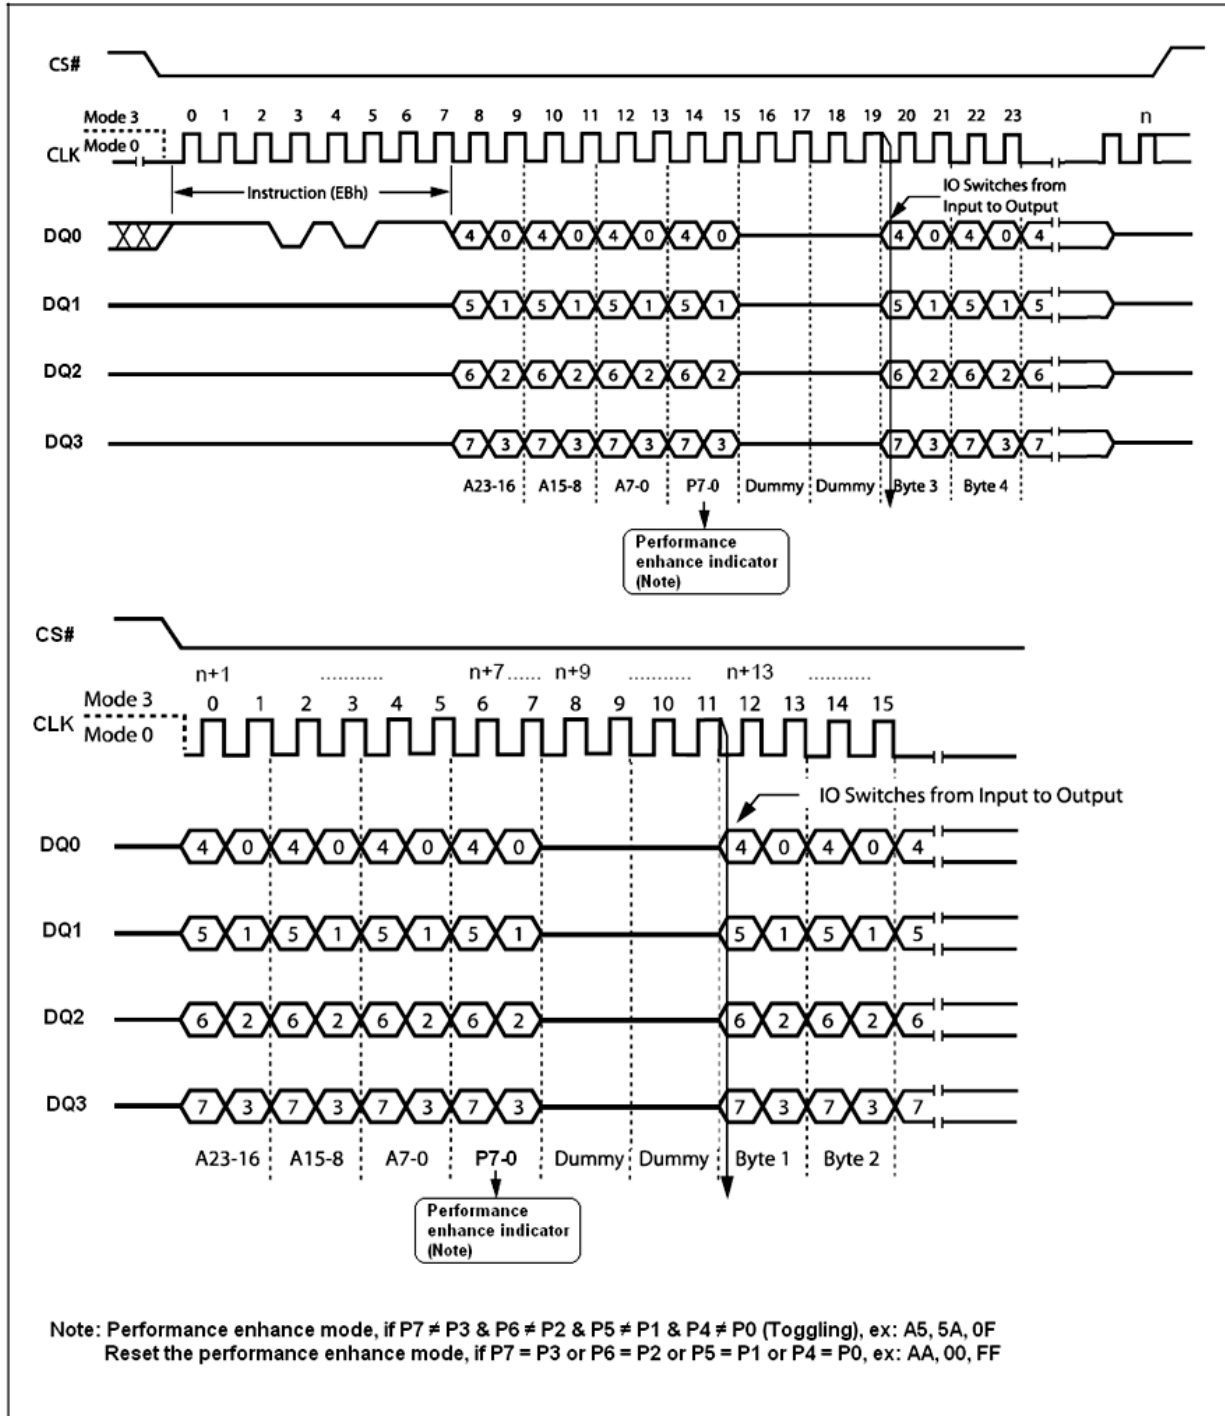 CS#
Mode 3
0 1 2 3 4 5 6 7 8 9 10 11 12 13 14 15 16 17 18 19 20 21 22 23 n
CLK
Mode 0
Instruction (EBh)
IO Switches from
Input to Output
DQ0 4 0 4 0 4 0 4 0 4 0 4 0 4
DQ1 5 1 5 1 5 1 5 1 5 1 5 1 5
DQ2 6 2 6 2 6 2 6 2 6 2 6 2 6
DQ3 7 3 7 3 7 3 7 3 7 3 7 3 7
A23-16 A15-8 A7-0 P7-0 Dummy Dummy Byte 3 Byte 4
Performance
enhance indicator
(Note)
CS#
n+1 ........... n+7 ...... n+9 ........... n+13 ...........
Mode 3
0 1 2 3 4 5 6 7 8 9 10 11 12 13 14 15
CLK
Mode 0
IO Switches from Input to Output
DQ0 4 0 4 0 4 0 4 0 4 0 4 0 4
DQ1 5 1 5 1 5 1 5 1 5 1 5 1 5
DQ2 6 2 6 2 6 2 6 2 6 2 6 2 6
DQ3 7 3 7 3 7 3 7 3 7 3 7 3 7
A23-16 A15-8 A7-0 P7-0 Dummy Dummy Byte 1 Byte 2
Performance
enhance indicator
(Note)
Note: Performance enhance mode, if P7 ≠ P3 & P6 ≠ P2 & P5 ≠ P1 & P4 ≠ P0 (Toggling), ex: A5, 5A, 0F
Reset the performance enhance mode, if P7 = P3 or P6 = P2 or P5 = P1 or P4 = P0, ex: AA, 00, FF